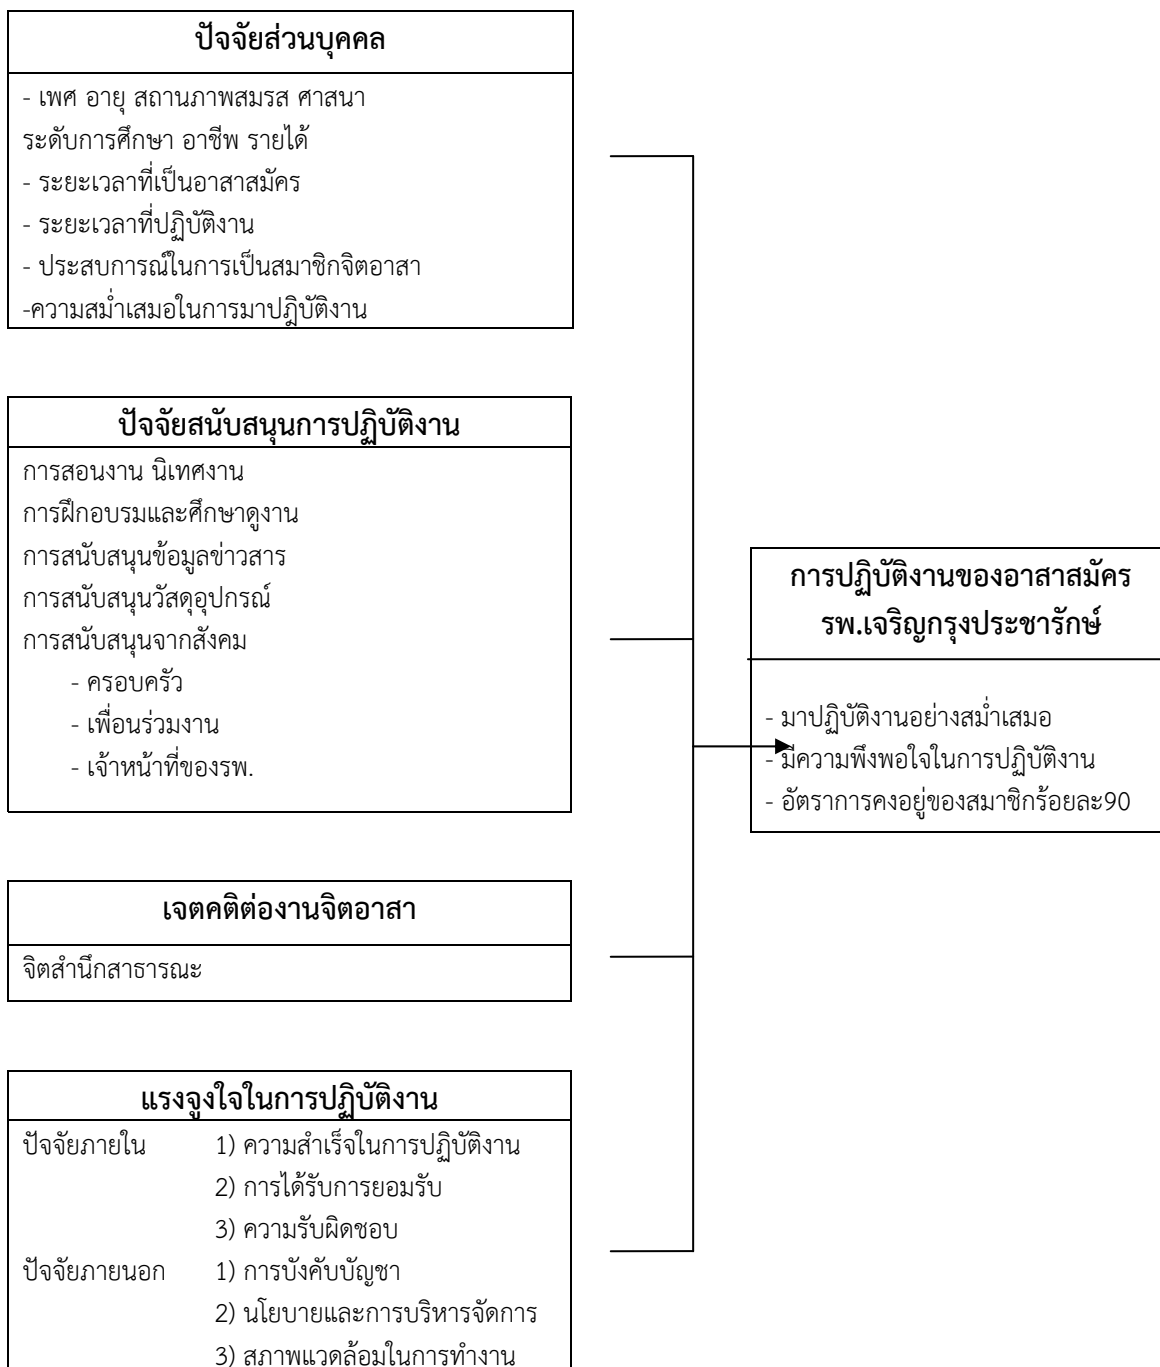 ปัจจัยส่วนบุคคล
- เพศ อายุ สถานภาพสมรส ศาสนา
ระดับการศึกษา อาชีพ รายได้
- ระยะเวลาที่เป็นอาสาสมัคร
- ระยะเวลาที่ปฏิบัติงาน
- ประสบการณ์ในการเป็นสมาชิกจิตอาสา
-ความสม่ำเสมอในการมาปฎิบัติงาน
ปัจจัยสนับสนุนการปฏิบัติงาน
การสอนงาน นิเทศงาน
การฝึกอบรมและศึกษาดูงาน
การสนับสนุนข้อมูลข่าวสาร
การสนับสนุนวัสดุอุปกรณ์
การสนับสนุนจากสังคม
- ครอบครัว
- เพื่อนร่วมงาน
- เจ้าหน้าที่ของรพ.
เจตคติต่องานจิตอาสา
จิตสำนึกสาธารณะ
แรงจูงใจในการปฏิบัติงาน
ปัจจัยภายใน 1) ความสำเร็จในการปฏิบัติงาน
2) การได้รับการยอมรับ
3) ความรับผิดชอบ
ปัจจัยภายนอก 1) การบังคับบัญชา
2) นโยบายและการบริหารจัดการ
3) สภาพแวดล้อมในการทำงาน
การปฏิบัติงานของอาสาสมัคร
รพ.เจริญกรุงประชารักษ์
- มาปฏิบัติงานอย่างสม่ำเสมอ
- มีความพึงพอใจในการปฏิบัติงาน
- อัตราการคงอยู่ของสมาชิกร้อยละ90